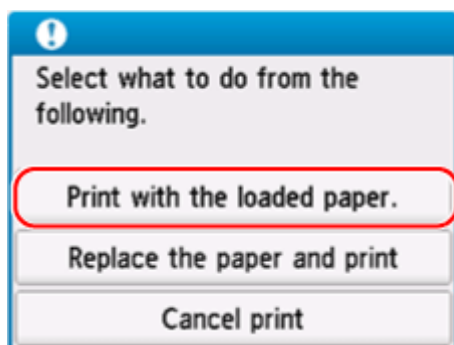 Select what to do from the
following.
Print with the loaded paper.
Replace the paper and print
Cancel print